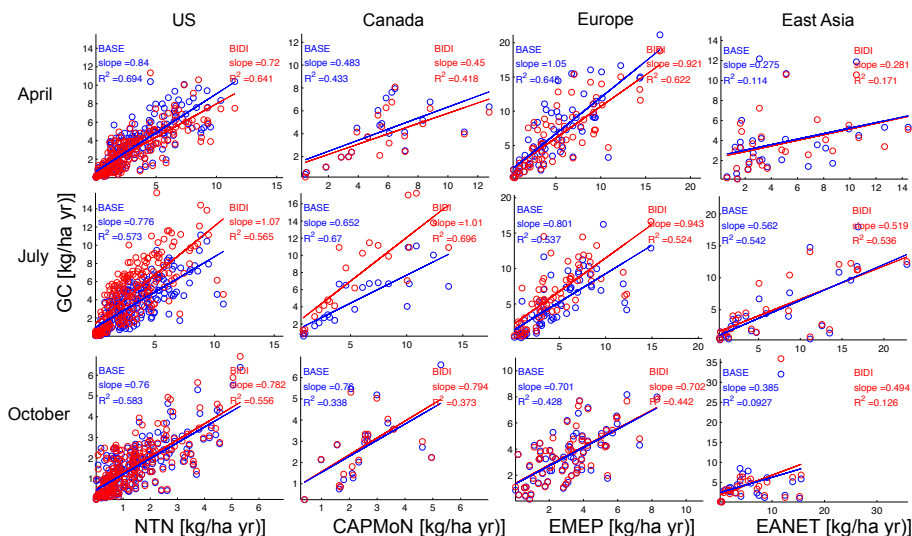 US Canada Europe East Asia
April
July
October
GC [kg/ha yr)]
BASE
slope =0.84
R² =0.694
BIDI
slope =0.72
R² =0.641
BASE
slope =0.483
R² =0.433
BIDI
slope =0.45
R² =0.418
BASE
slope =1.05
R² =0.646
BIDI
slope =0.921
R² =0.622
BASE
slope =0.275
R² =0.114
BIDI
slope =0.281
R² =0.171
BASE
slope =0.776
R² =0.573
BIDI
slope =1.07
R² =0.565
BASE
slope =0.652
R² =0.67
BIDI
slope =1.01
R² =0.696
BASE
slope =0.801
R² =0.537
BIDI
slope =0.943
R² =0.524
BASE
slope =0.562
R² =0.542
BIDI
slope =0.519
R² =0.536
BASE
slope =0.76
R² =0.583
BIDI
slope =0.782
R² =0.556
BASE
slope =0.76
R² =0.338
BIDI
slope =0.794
R² =0.373
BASE
slope =0.701
R² =0.428
BIDI
slope =0.702
R² =0.442
BASE
slope =0.385
R² =0.0927
BIDI
slope =0.494
R² =0.126
NTN [kg/ha yr)] CAPMoN [kg/ha yr)] EMEP [kg/ha yr)] EANET [kg/ha yr)]